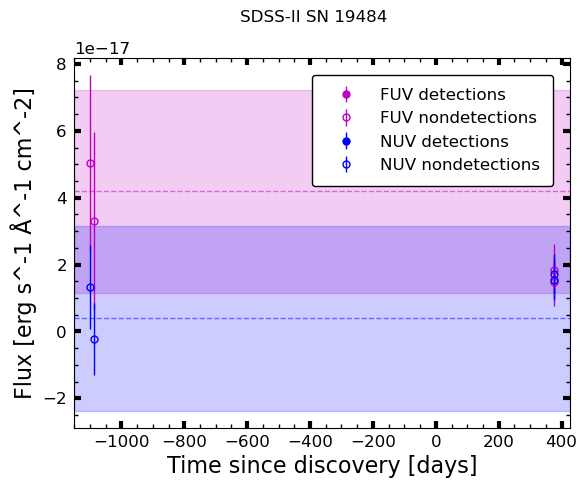 SDSS-II SN 19484
1e−17
8
6
4
2
0
−2
Flux [erg s^-1 Å^-1 cm^-2]
FUV detections
FUV nondetections
NUV detections
NUV nondetections
−1000 −800 −600 −400 −200 0 200 400
Time since discovery [days]